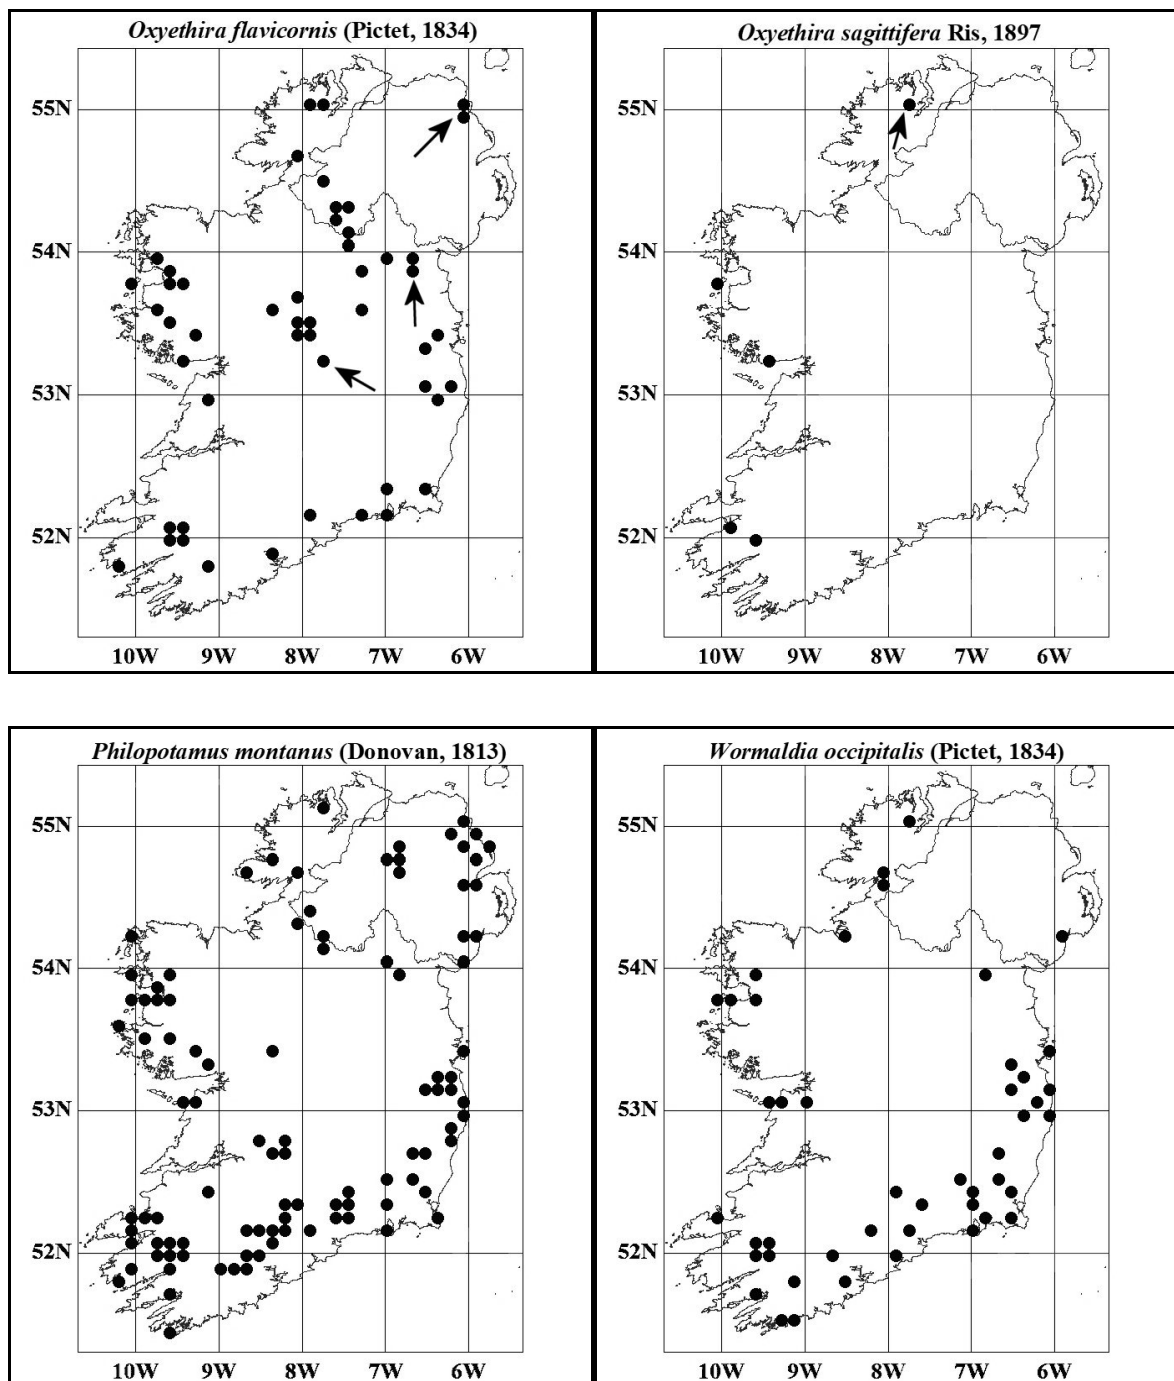 Oxyethira flavicornis (Pictet, 1834)
55N
54N
53N
52N
10W 9W 8W 7W 6W
Oxyethira sagittifera Ris, 1897
55N
54N
53N
52N
10W 9W 8W 7W 6W
Philopotamus montanus (Donovan, 1813)
55N
54N
53N
52N
10W 9W 8W 7W 6W
Wormaldia occipitalis (Pictet, 1834)
55N
54N
53N
52N
10W 9W 8W 7W 6W